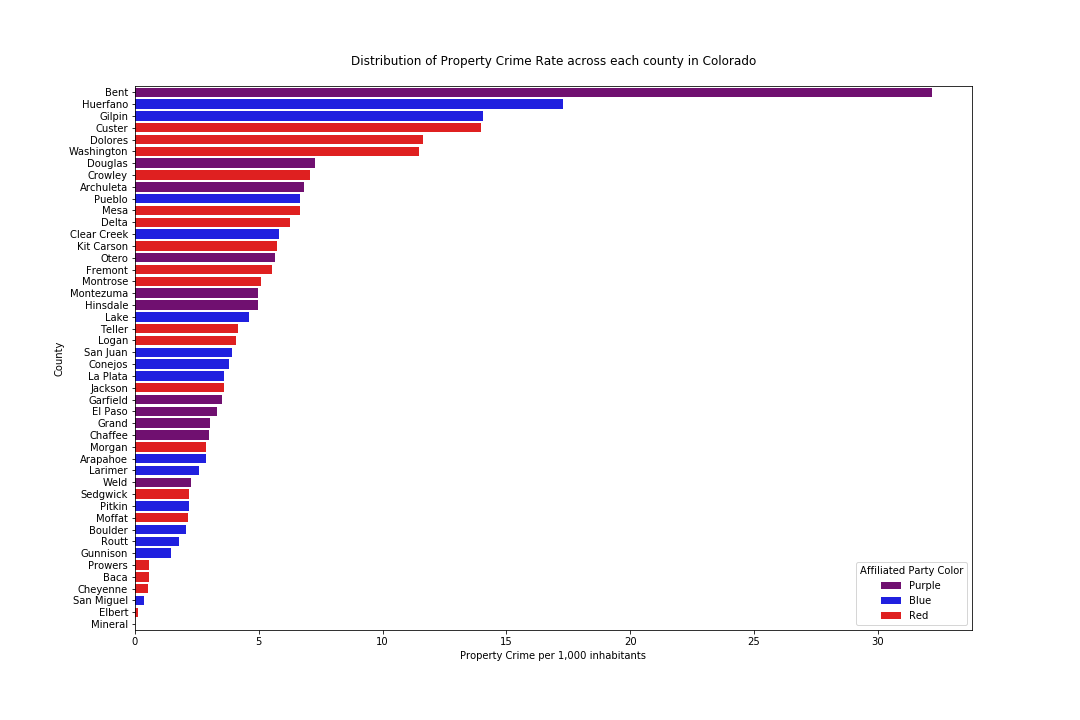 Distribution of Property Crime Rate across each county in Colorado
Bent
Huerfano
Gilpin
Custer
Dolores
Washington
Douglas
Crowley
Archuleta
Pueblo
Mesa
Delta
Clear Creek
Kit Carson
Otero
Fremont
Montrose
Montezuma
Hinsdale
Lake
Teller
Logan
San Juan
Conejos
La Plata
Jackson
Garfield
El Paso
Grand
Chaffee
Morgan
Arapahoe
Larimer
Weld
Sedgwick
Pitkin
Moffat
Boulder
Routt
Gunnison
Prowers
Baca
Cheyenne
San Miguel
Elbert
Mineral
County
0 5 10 15 20 25 30
Property Crime per 1,000 inhabitants
Affiliated Party Color
Purple
Blue
Red